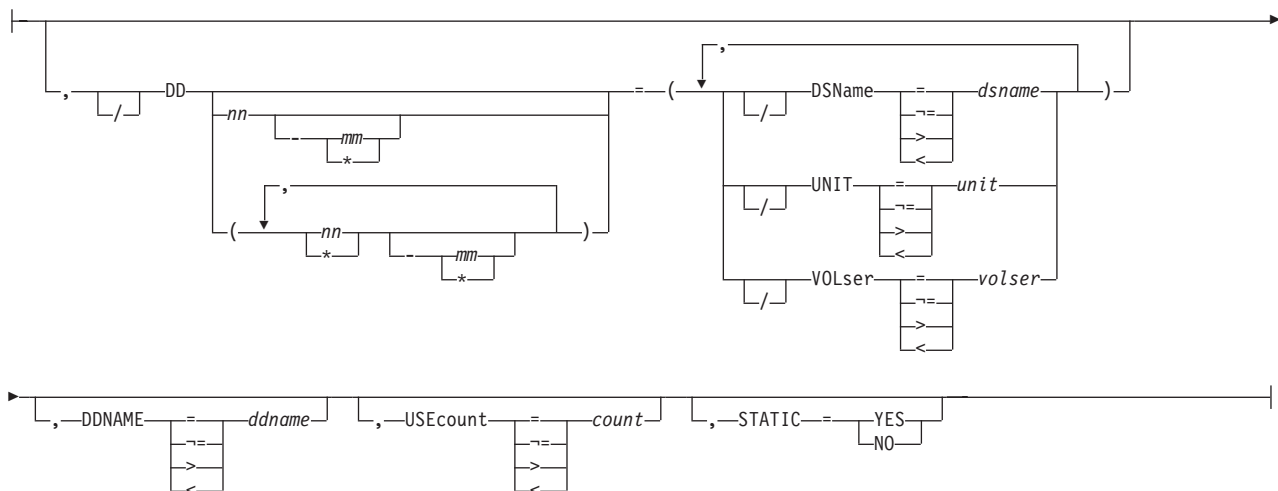 ,
, / DD = ( / DSName = dsname )
nn ¬=
- mm >
* <
, / UNIT = unit
( nn - mm ) ¬=
* * >
<
/ VOLser = volser
¬=
>
<
, DDNAME = ddname , USEcount = count , STATIC = YES
¬= ¬= NO
> >
< <